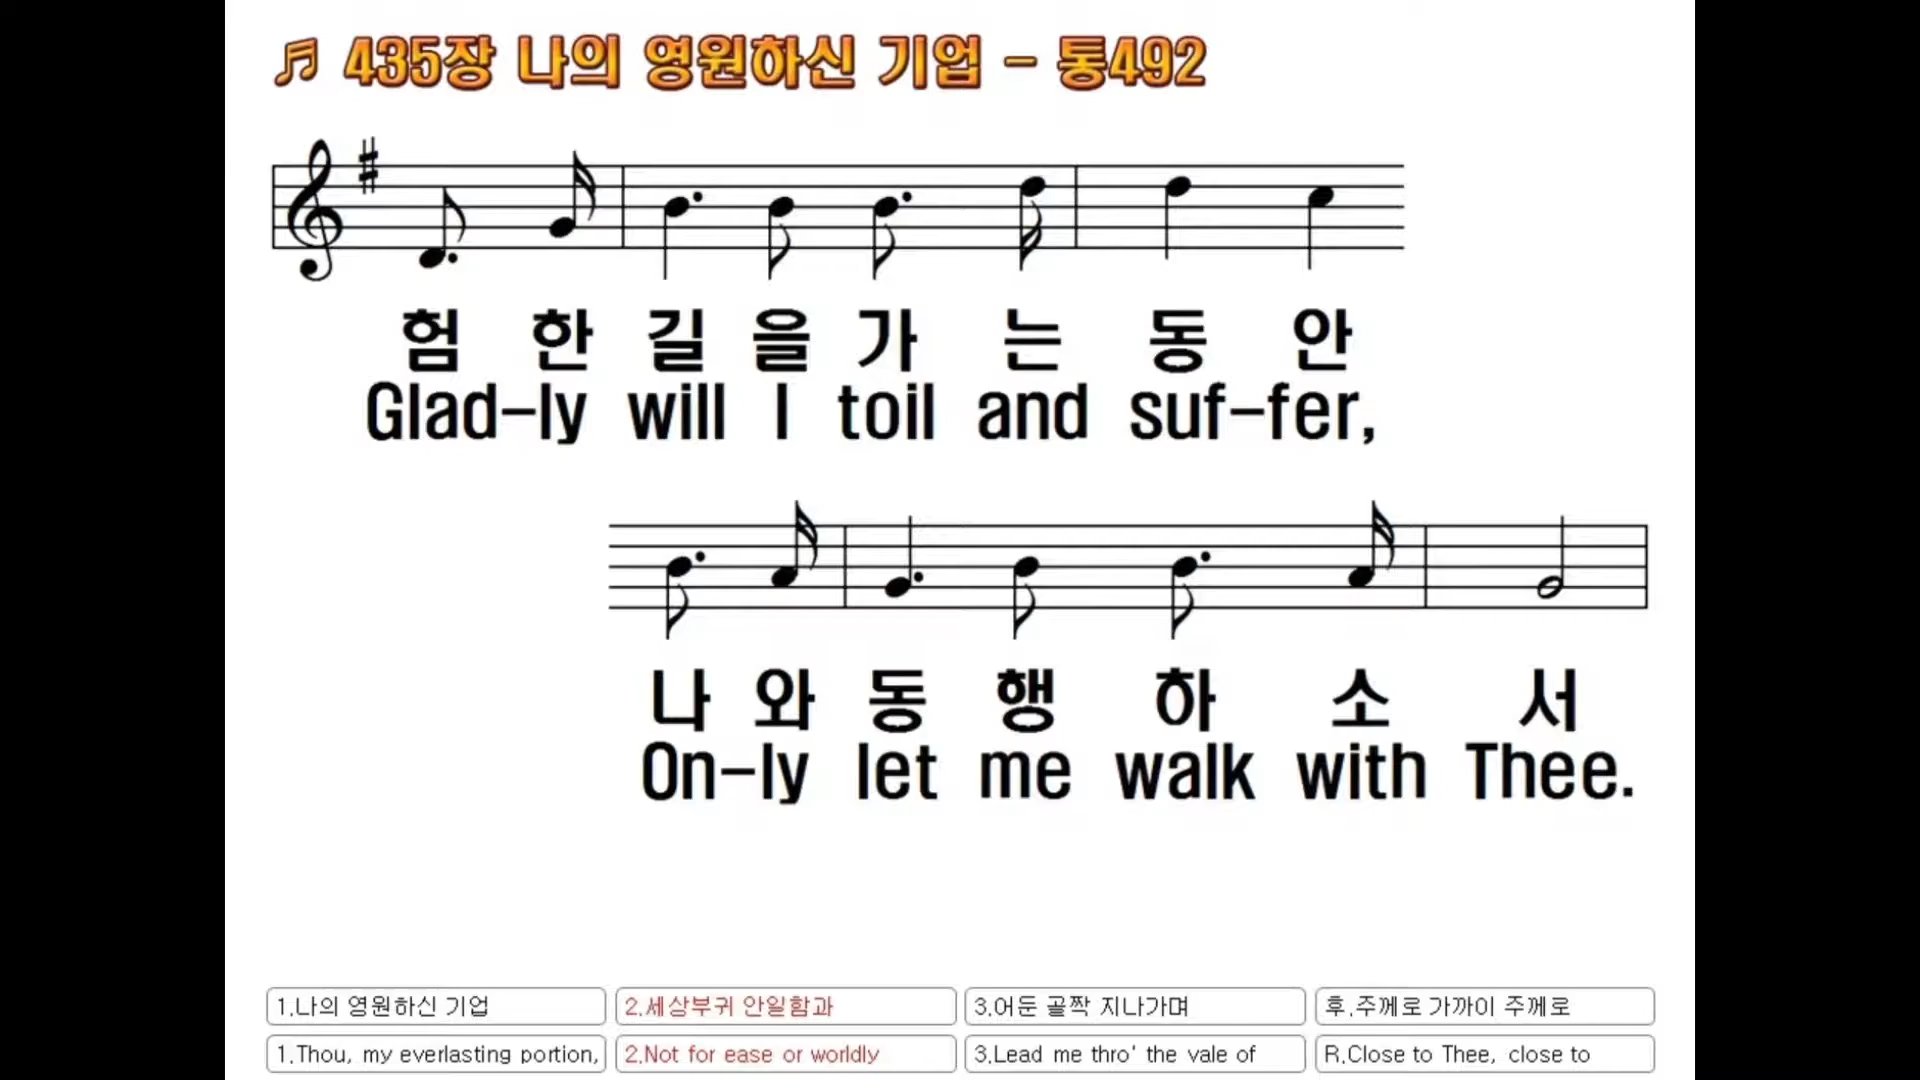 ♬ 435장 나의 영원하신 기업 - 통492
험 한 길 을 가 는 동 안
Glad-ly will I toil and suf-fer,
나 와 동 행 하 소 서
On-ly let me walk with Thee.
1.나의 영원하신 기업
2.세상부귀 안일함과
3.어둔 골짝 지나가며
후.주께로 가까이 주께로
1.Thou, my everlasting portion,
2.Not for ease or worldly
3.Lead me thro' the vale of
R.Close to Thee, close to